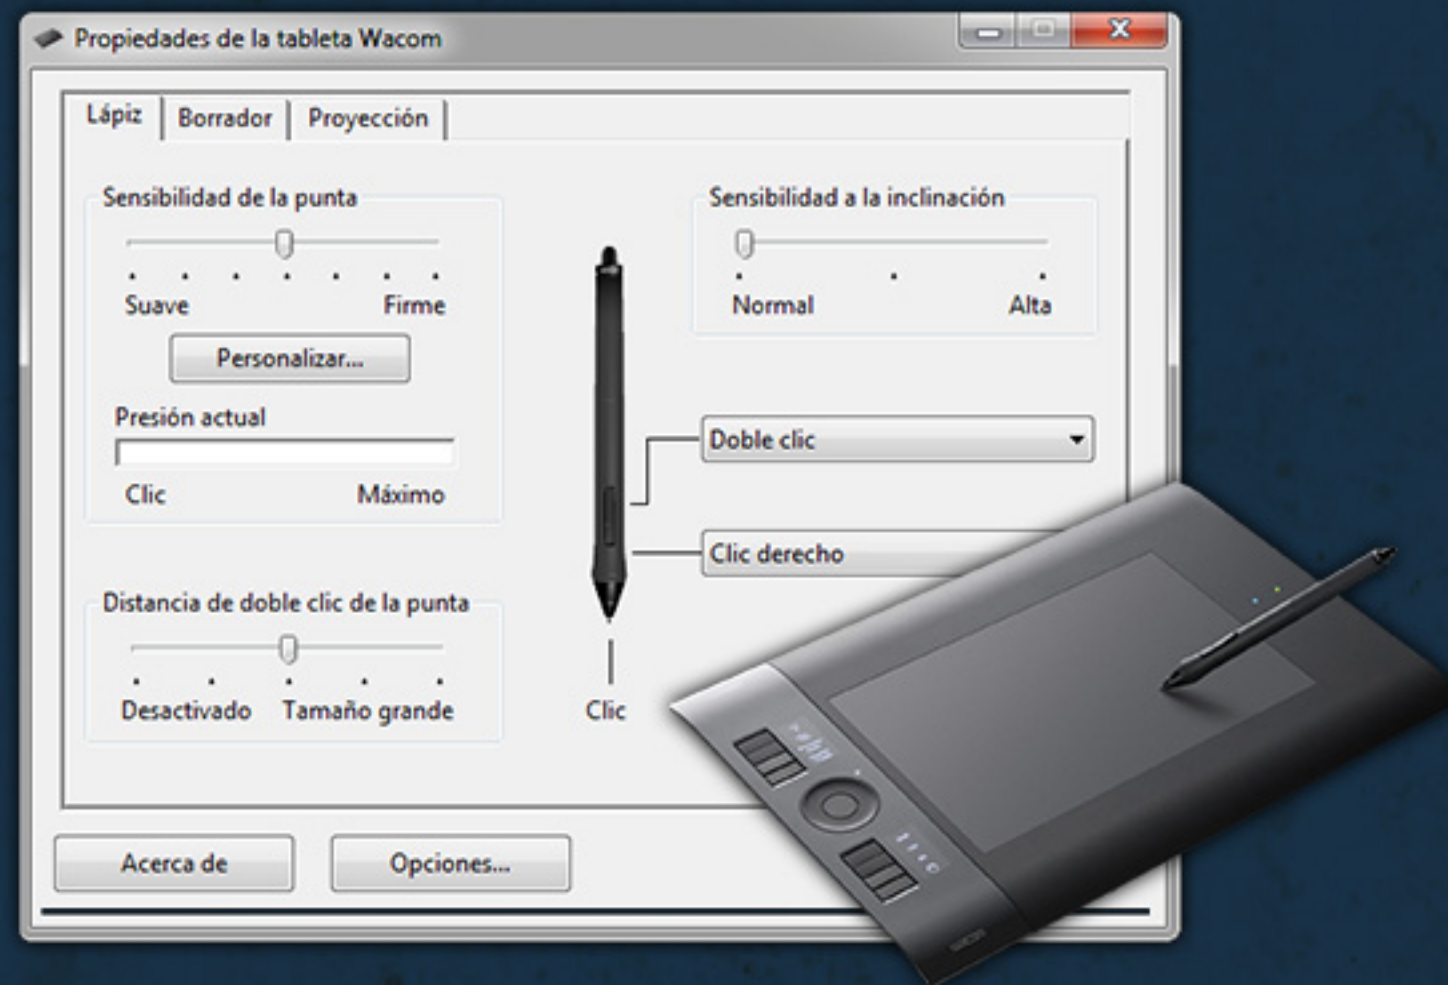 Propiedades de la tableta Wacom
Lápiz
Borrador
Proyección
Sensibilidad de la punta
Suave
Firme
Personalizar...
Presión actual
Clic
Máximo
Distancia de doble clic de la punta
Desactivado
Tamaño grande
Sensibilidad a la inclinación
Normal
Alta
Doble clic
Clic derecho
Clic
Acerca de
Opciones...